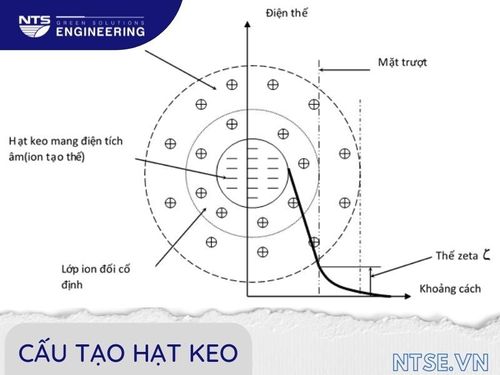 NTS
GREEN SOLUTIONS
ENGINEERING
Điện thế
Mặt trượt
Hạt keo mang điện tích
âm(ion tạo thế)
Lớp ion đối cố
định
Thế zeta ζ
Khoảng cách
CẤU TẠO HẠT KEO
NTSE.VN